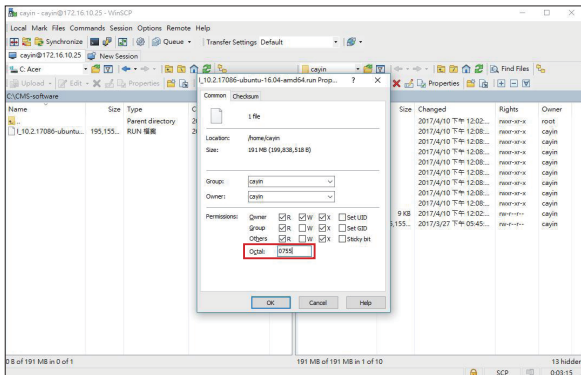 cayin - cayin@172.16.10.25 - WinSCP
Local Mark Files Commands Session Options Remote Help
Synchronize Queue Transfer Settings Default
cayin@172.16.10.25 New Session
C: Acer cayin Find Files
Upload Edit Properties Properties
C:\CMS-software
Name Size Type
Parent directory
I_10.2.17086-ubuntu... 195,155... RUN 檔案
I_10.2.17086-ubuntu-16.04-amd64.run Prop... ? ×
Common Checksum
1 file
Location: /home/cayin
Size: 191 MB (199,838,518 B)
Group: cayin
Owner: cayin
Permissions: Owner R W X Set UID
Group R W X Set GID
Others R W X Sticky bit
Octal: 0755
OK Cancel Help
Size Changed Rights Owner
2017/4/10 下午 12:02... rwxr-xr-x root
2017/4/10 下午 12:08... rwxr-xr-x cayin
2017/4/10 下午 12:08... rwxr-xr-x cayin
2017/4/10 下午 12:08... rwxr-xr-x cayin
2017/4/10 下午 12:08... rwxr-xr-x cayin
2017/4/10 下午 12:08... rwxr-xr-x cayin
2017/4/10 下午 12:08... rwxr-xr-x cayin
2017/4/10 下午 12:08... rwxr-xr-x cayin
9 KB 2017/4/10 下午 12:02... rw-r--r-- cayin
5,155... 2017/3/27 下午 05:45... rw-r--r-- cayin
0 B of 191 MB in 0 of 1
191 MB of 191 MB in 1 of 10
13 hidden
SCP 0:03:15